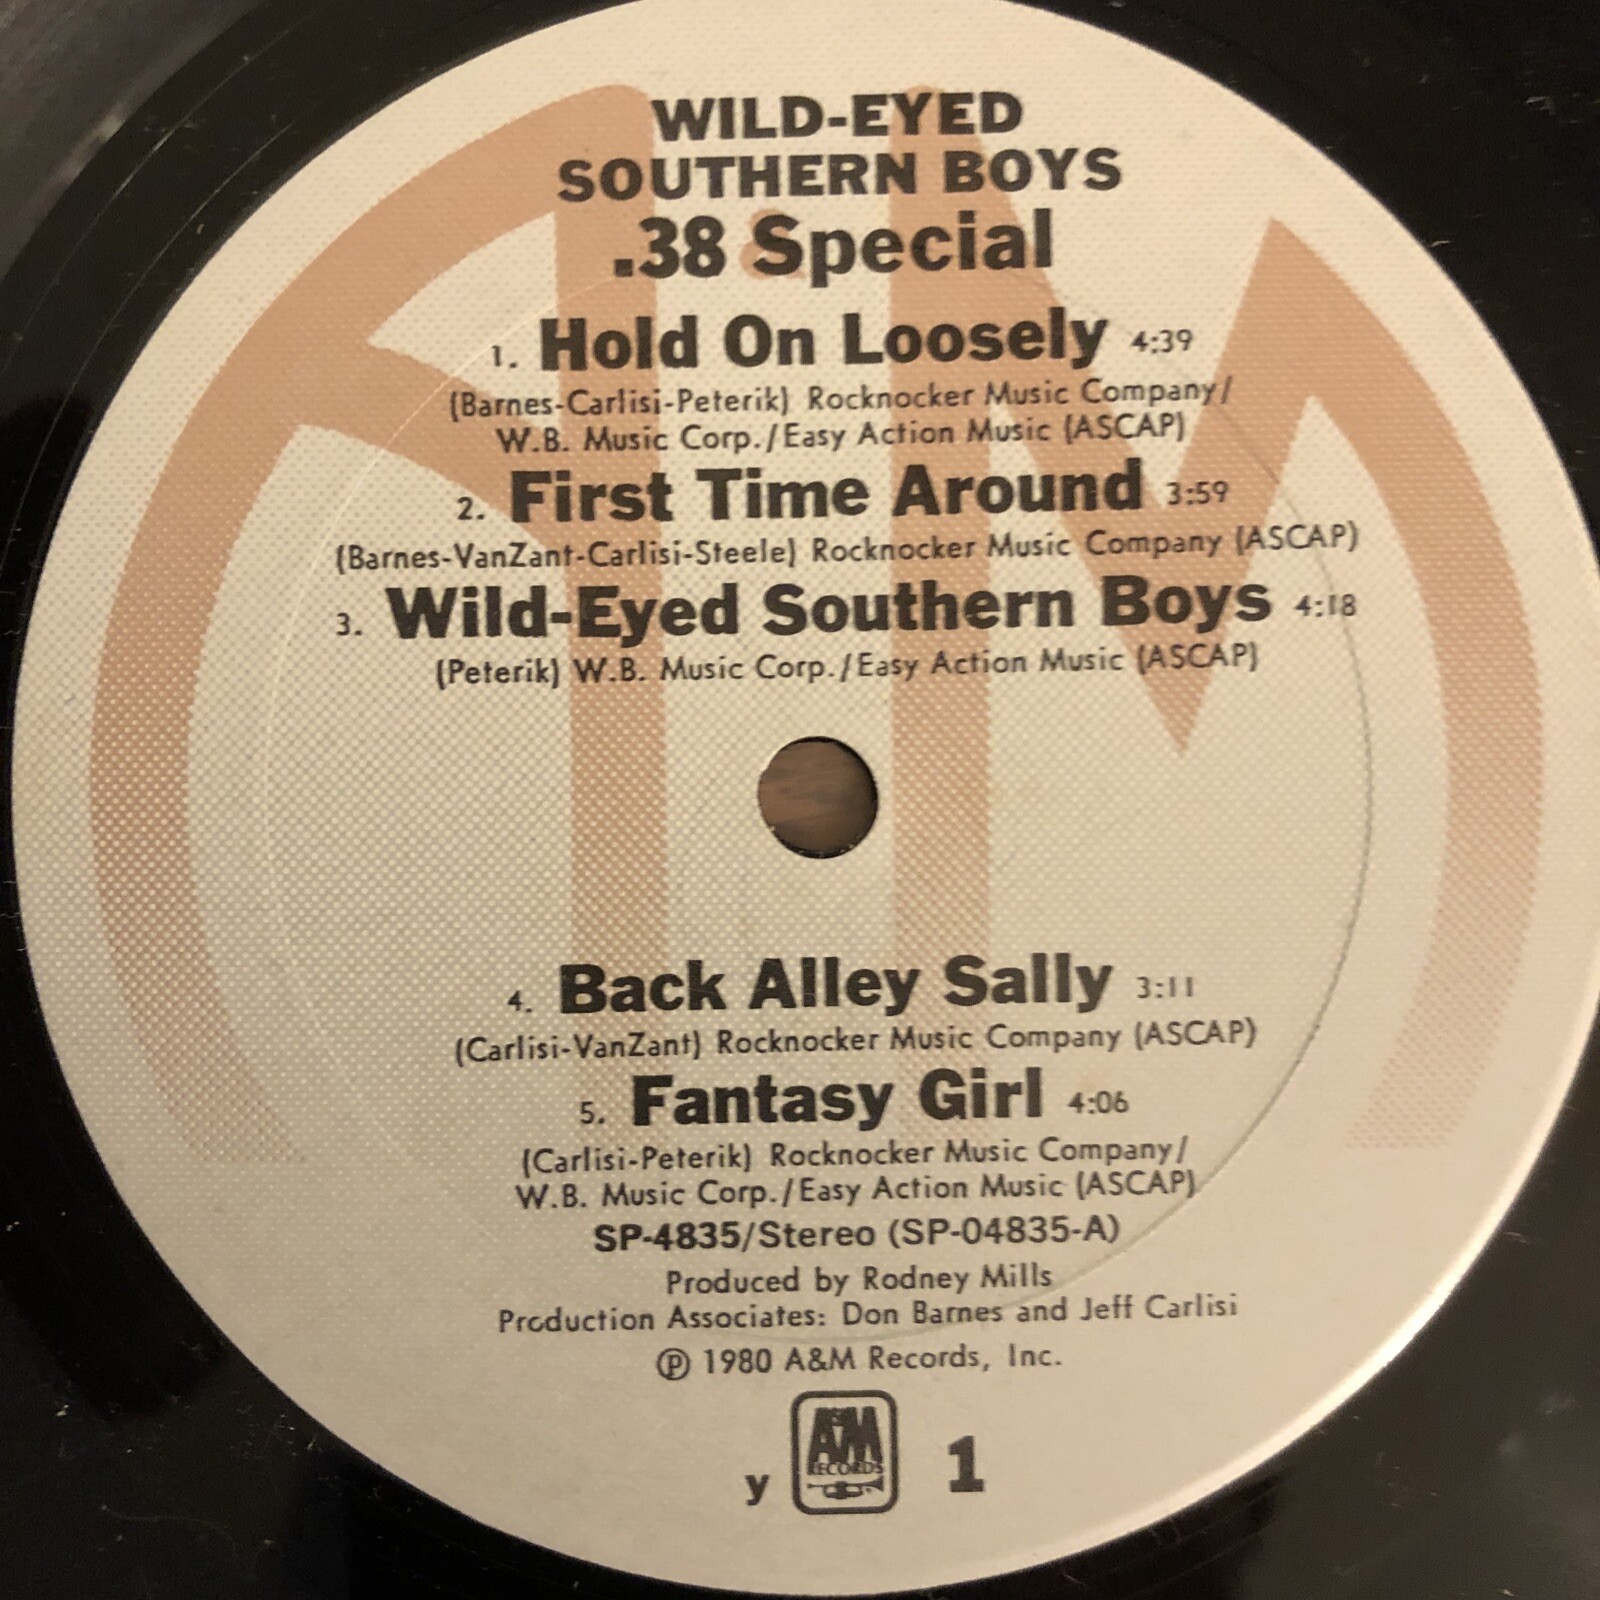 WILD-EYED
SOUTHERN BOYS
.38 Special
1. Hold On Loosely 4:39
(Barnes-Carlisi-Peterik) Rocknocker Music Company/
W.B. Music Corp./Easy Action Music (ASCAP)
2. First Time Around 3:59
(Barnes-VanZant-Carlisi-Steele) Rocknocker Music Company (ASCAP)
3. Wild-Eyed Southern Boys 4:18
(Peterik) W.B. Music Corp./Easy Action Music (ASCAP)
4. Back Alley Sally 3:11
(Carlisi-VanZant) Rocknocker Music Company (ASCAP)
5. Fantasy Girl 4:06
(Carlisi-Peterik) Rocknocker Music Company/
W.B. Music Corp./Easy Action Music (ASCAP)
SP-4835/Stereo (SP-04835-A)
Produced by Rodney Mills
Production Associates: Don Barnes and Jeff Carlisi
℗ 1980 A&M Records, Inc.
y A&M RECORDS 1